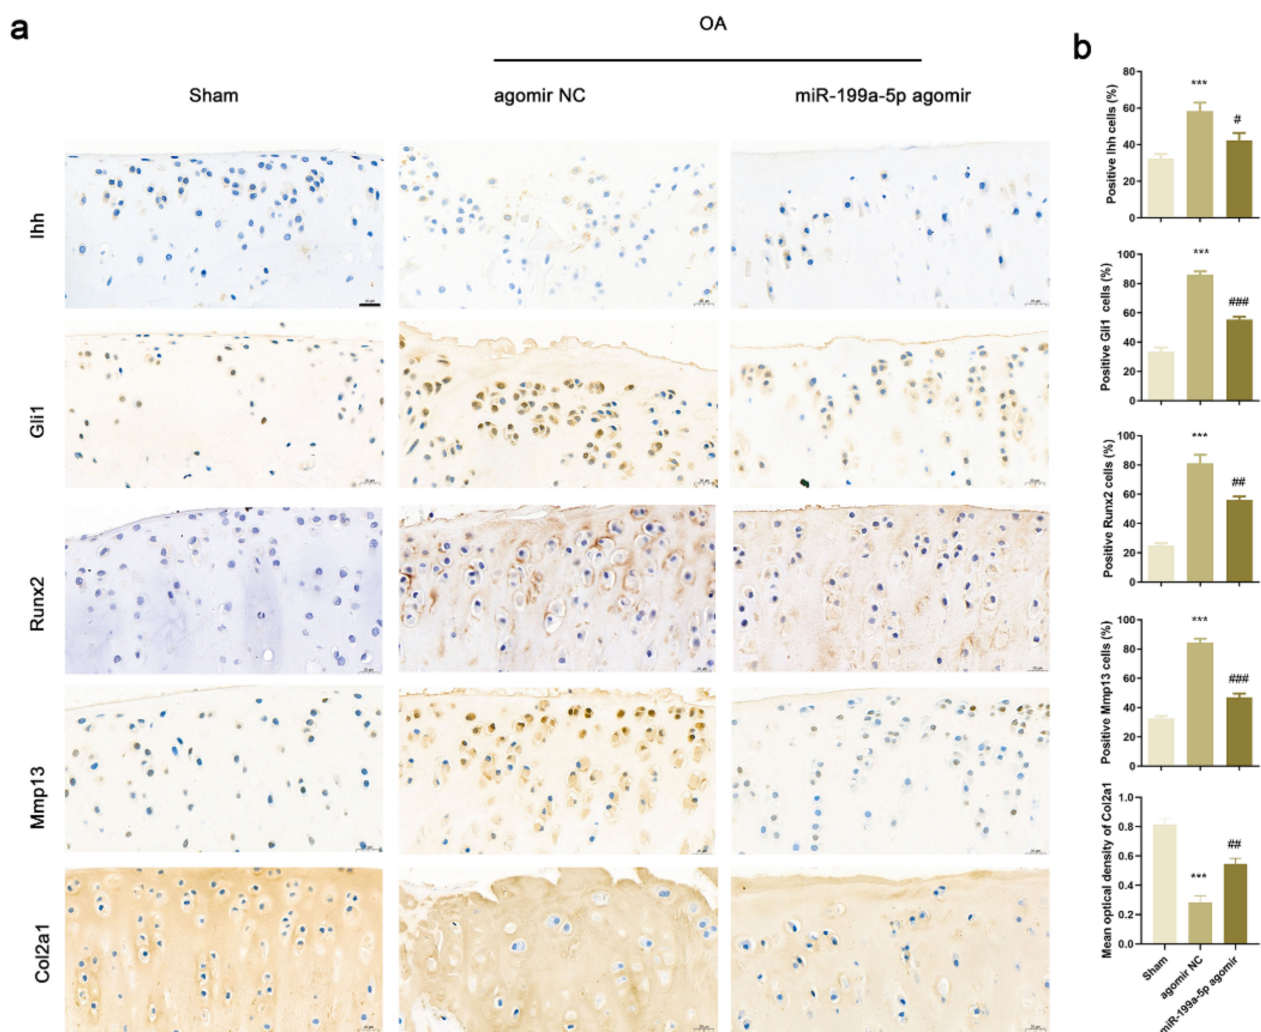 a
OA
b
Sham
agomir NC
miR-199a-5p agomir
Ihh
Gli1
Runx2
Mmp13
Col2a1
Positive Ihh cells (%)
80
60
40
20
0
***
#
Positive Gli1 cells (%)
100
80
60
40
20
0
***
###
Positive Runx2 cells (%)
100
80
60
40
20
0
***
##
Positive Mmp13 cells (%)
100
80
60
40
20
0
***
###
Mean optical density of Col2a1
1.0
0.8
0.6
0.4
0.2
0.0
***
##
Sham
agomir NC
miR-199a-5p agomir